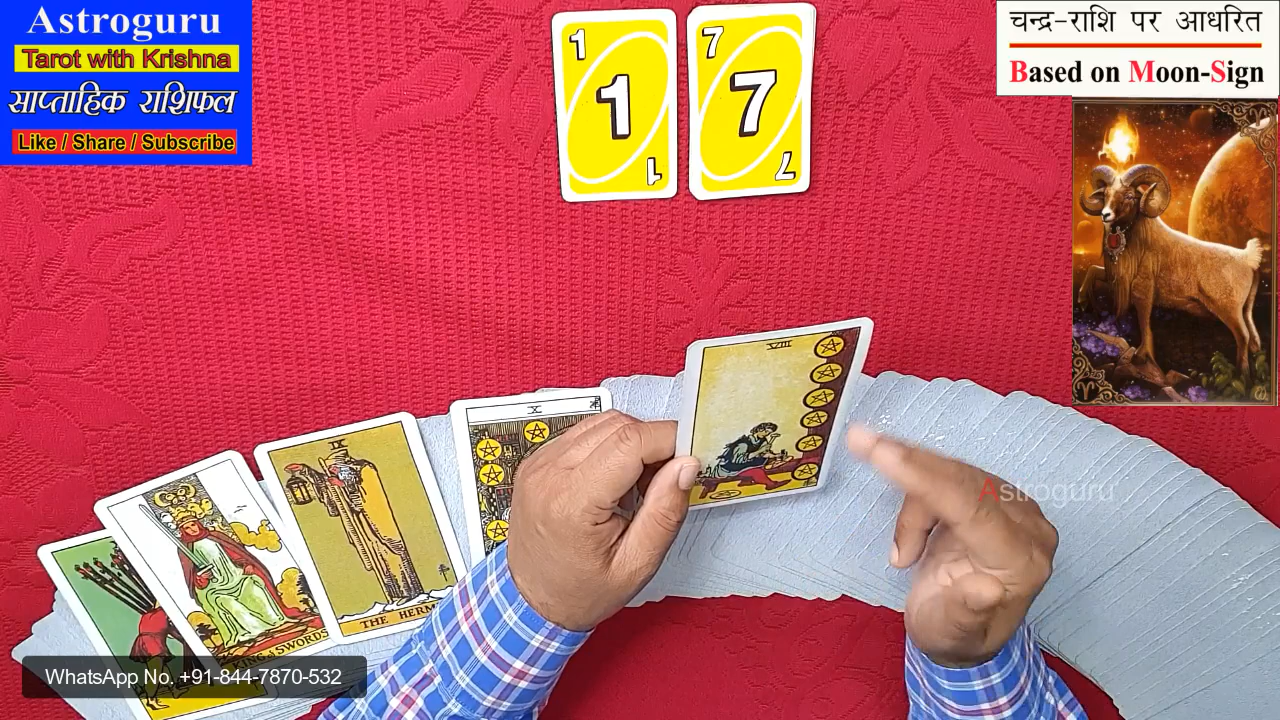 Astroguru
Tarot with Krishna
साप्ताहिक राशिफल
Like / Share / Subscribe
चन्द्र-राशि पर आधरित
Based on Moon-Sign
1
1
1
7
7
7
VIII
X
IX
THE HERM
KING of SWORDS
Astroguru
WhatsApp No. +91-844-7870-532